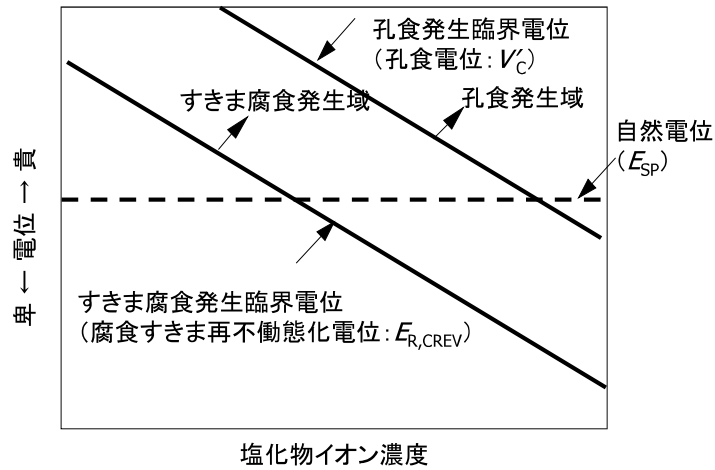 孔食発生臨界電位
（孔食電位：V′C）
すきま腐食発生域
孔食発生域
自然電位
（ESP）
卑 ← 電位 → 貴
すきま腐食発生臨界電位
（腐食すきま再不働態化電位：ER,CREV）
塩化物イオン濃度